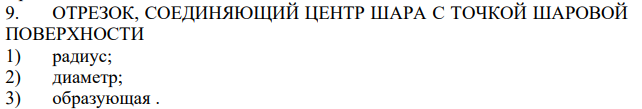 9. ОТРЕЗОК, СОЕДИНЯЮЩИЙ ЦЕНТР ШАРА С ТОЧКОЙ ШАРОВОЙ
ПОВЕРХНОСТИ
1) радиус;
2) диаметр;
3) образующая .